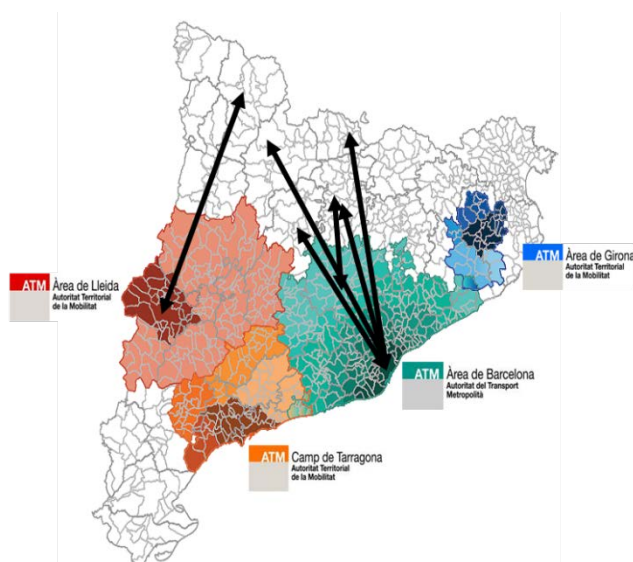 ATM Àrea de Lleida
Autoritat Territorial
de la Mobilitat
ATM Àrea de Girona
Autoritat Territorial
de la Mobilitat
ATM Àrea de Barcelona
Autoritat del Transport
Metropolità
ATM Camp de Tarragona
Autoritat Territorial
de la Mobilitat